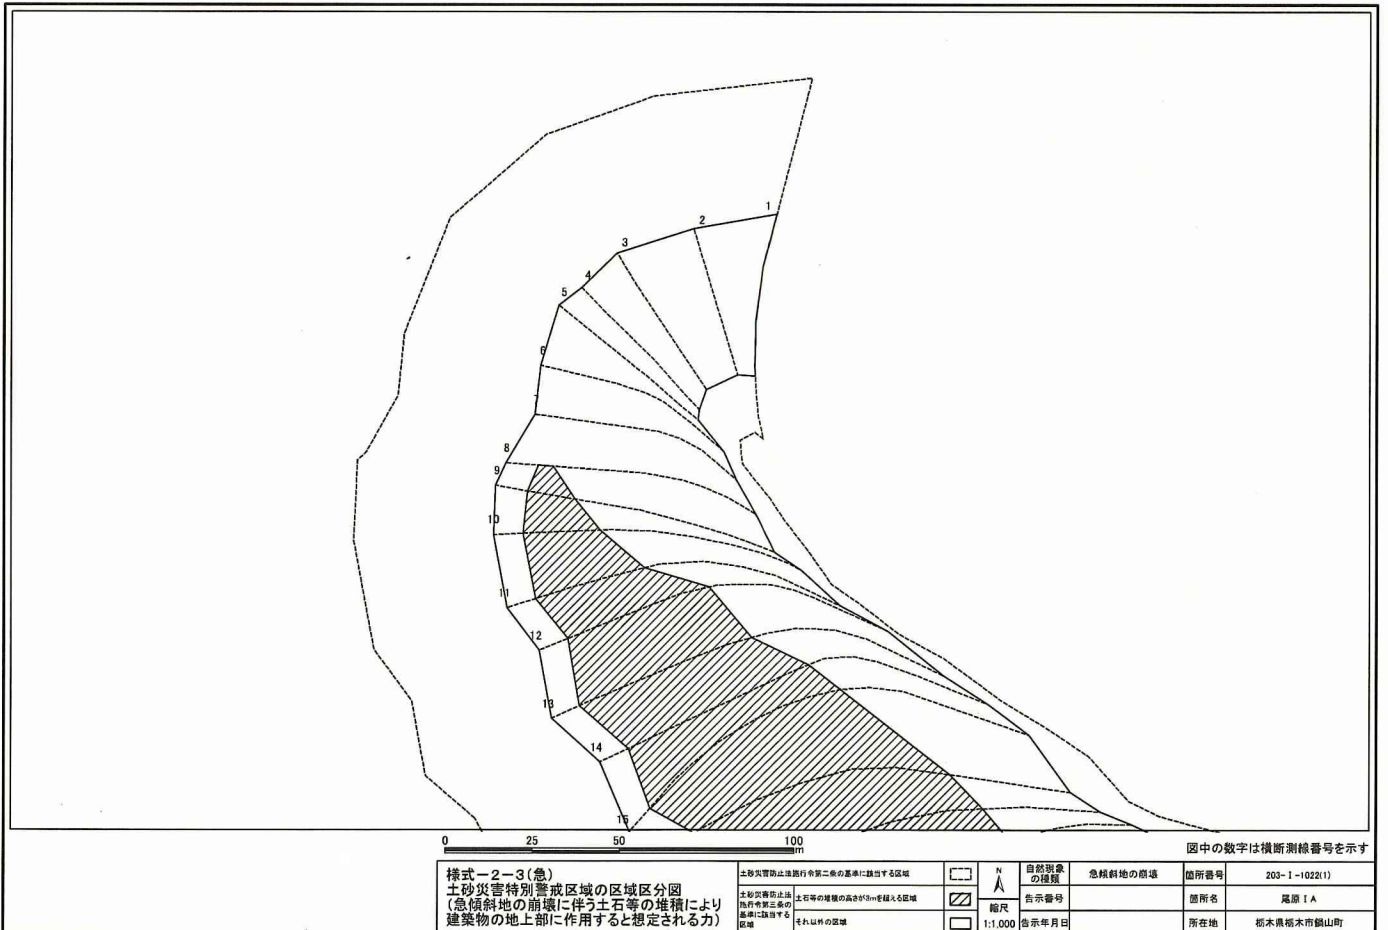 1
2
3
4
5
6
7
8
9
10
11
12
13
14
15
0 25 50 100
m
図中の数字は横断測線番号を示す
様式-2-3(急)
土砂災害特別警戒区域の区域区分図
(急傾斜地の崩壊に伴う土石等の堆積により
建築物の地上部に作用すると想定される力)
土砂災害防止法施行令第二条の基準に該当する区域
土砂災害防止法
施行令第三条の
基準に該当する
区域
土石等の堆積の高さが3mを超える区域
それ以外の区域
N
縮尺
1:1,000
自然現象
の種類
急傾斜地の崩壊
箇所番号
203-Ⅰ-1022(1)
告示番号
箇所名
尾原ⅠA
告示年月日
所在地
栃木県栃木市鍋山町